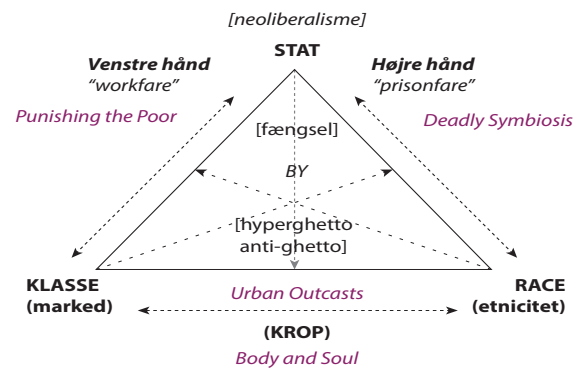 [neoliberalisme]
STAT
Venstre hånd
“workfare”
Højre hånd
“prisonfare”
Punishing the Poor
Deadly Symbiosis
[fængsel]
BY
[hyperghetto
anti-ghetto]
KLASSE
(marked)
Urban Outcasts
RACE
(etnicitet)
(KROP)
Body and Soul